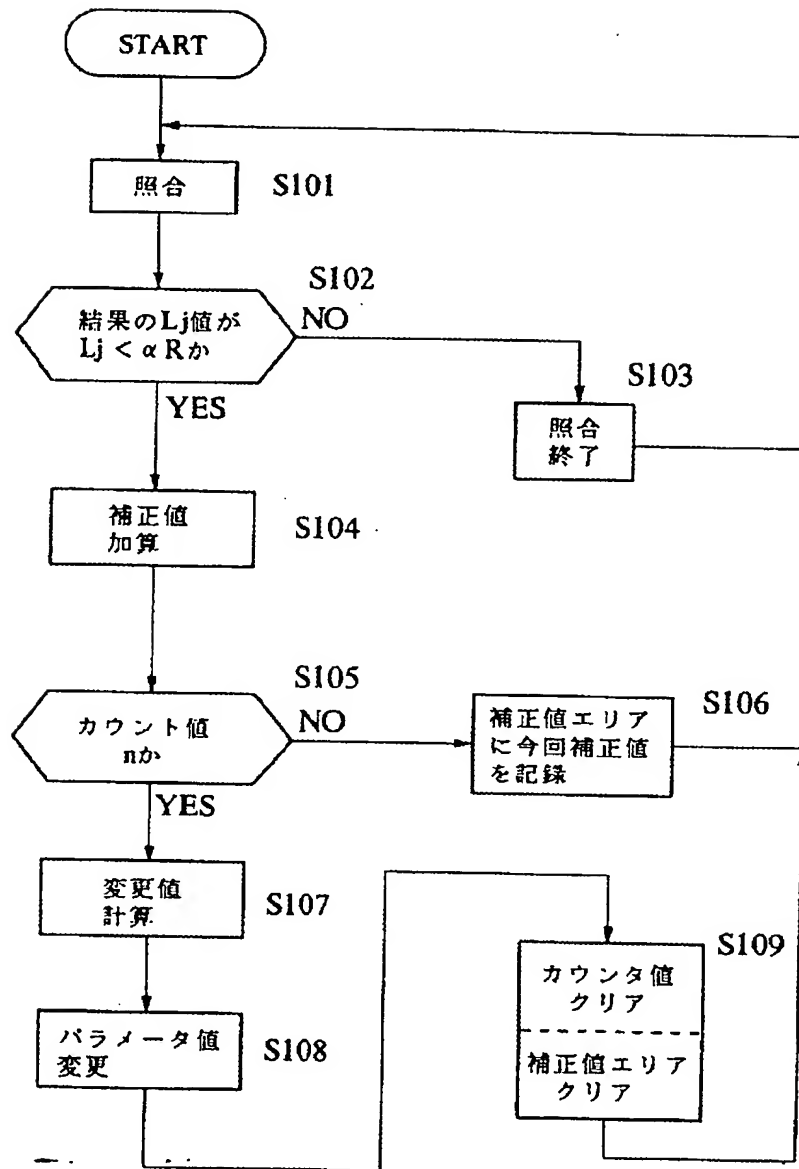 START
照合
S101
S102
結果のLj値が
Lj < αRか
NO
YES
S103
照合
終了
補正値
加算
S104
S105
カウント値
nか
NO
YES
補正値エリア
に今回補正値
を記録
S106
変更値
計算
S107
パラメータ値
変更
S108
S109
カウンタ値
クリア
補正値エリア
クリア